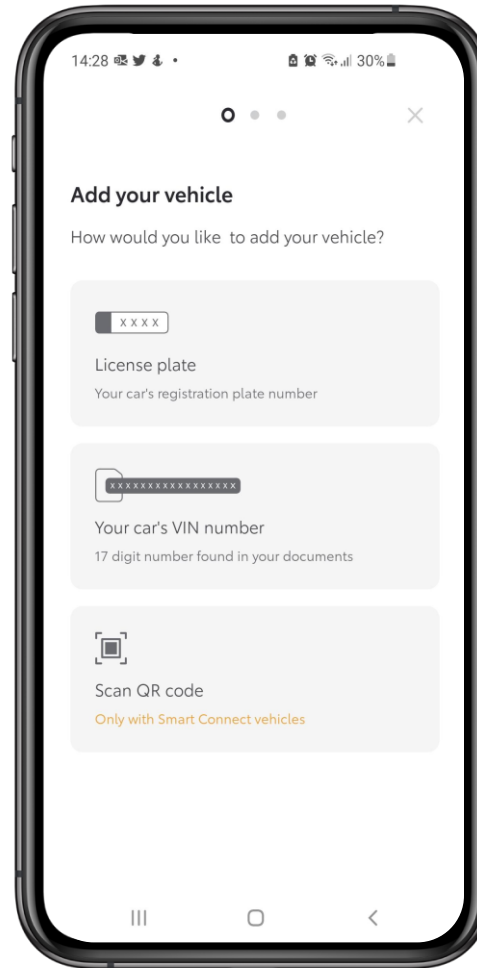 14:28
30%
Add your vehicle
How would you like to add your vehicle?
X X X X
License plate
Your car's registration plate number
X X X X X X X X X X X X X X X X X
Your car's VIN number
17 digit number found in your documents
Scan QR code
Only with Smart Connect vehicles